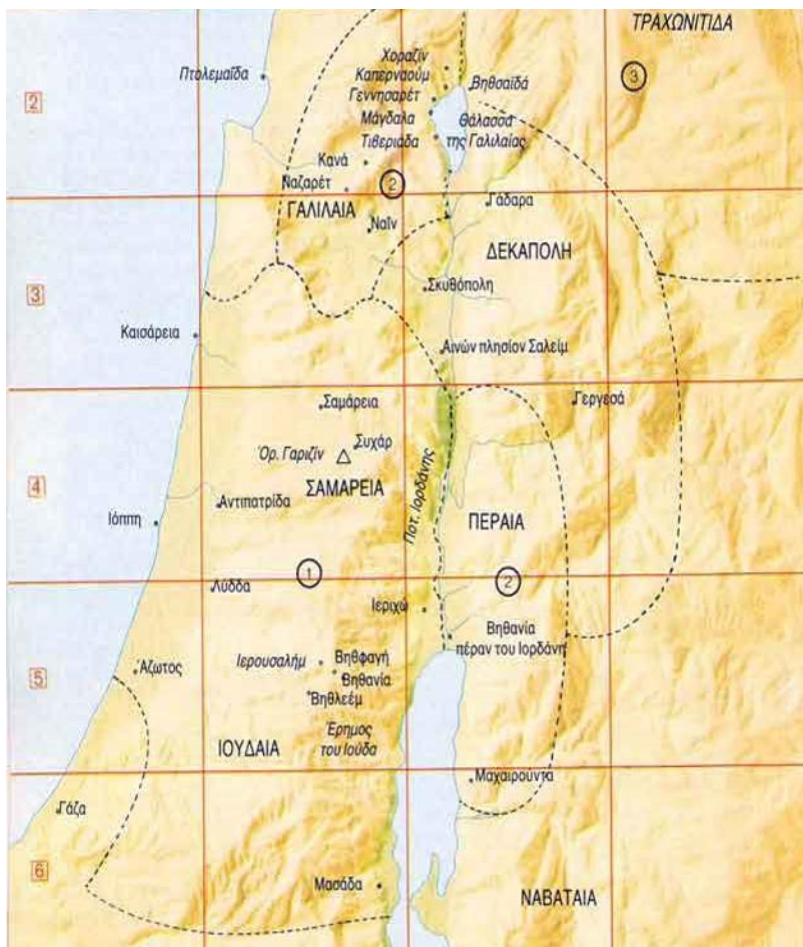 ΤΡΑΧΩΝΙΤΙΔΑ
Χοραζίν
Πτολεμαΐδα
Καπερναούμ
3
Βηθσαϊδά
Γεννησαρέτ
2
Μάγδαλα
Θάλασσα
της Γαλιλαίας
Τιβεριάδα
Κανά
Ναζαρέτ
2
ΓΑΛΙΛΑΙΑ
Γάδαρα
Ναΐν
ΔΕΚΑΠΟΛΗ
3
Σκυθόπολη
Καισάρεια
Αινών πλησίον Σαλείμ
Σαμάρεια
Γεργεσά
Συχάρ
Όρ. Γαριζίν
4
ΣΑΜΑΡΕΙΑ
Ποτ. Ιορδάνης
Αντιπατρίδα
Ιόππη
ΠΕΡΑΙΑ
1
2
Λύδδα
Ιεριχώ
Βηθανία
πέραν του Ιορδάνη
Ιερουσαλήμ
Βηθφαγή
Άζωτος
5
Βηθανία
Βηθλεέμ
Έρημος
του Ιούδα
ΙΟΥΔΑΙΑ
Μαχαιρούντα
Γάζα
6
Μασάδα
ΝΑΒΑΤΑΙΑ